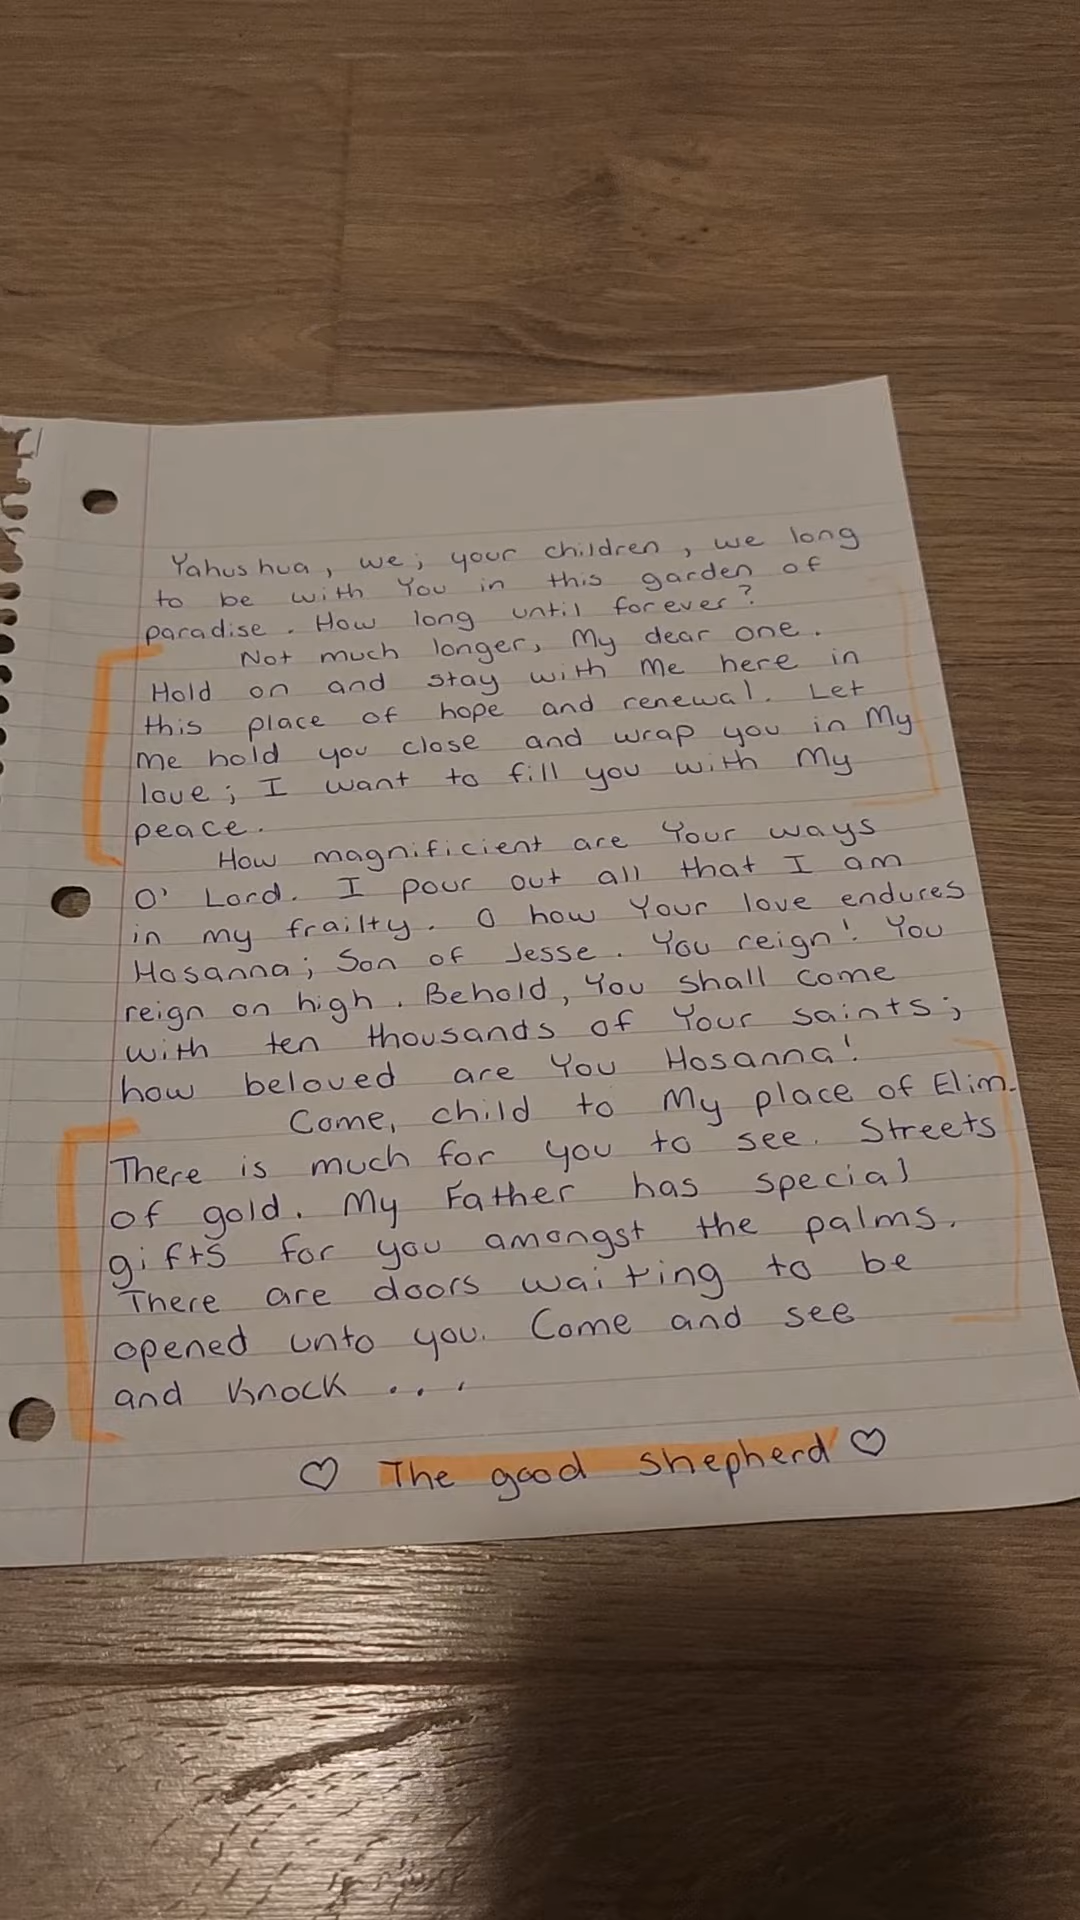 Yahushua, we; your children, we long
to be with You in this garden of
paradise. How long until forever?
Not much longer, My dear one.
Hold on and stay with Me here in
this place of hope and renewal. Let
Me hold you close and wrap you in My
love; I want to fill you with My
peace.
How magnificient are Your ways
O' Lord. I pour out all that I am
in my frailty. O how Your love endures
Hosanna; Son of Jesse. You reign! You
reign on high. Behold, You shall come
with ten thousands of Your saints;
how beloved are You Hosanna!
Come, child to My place of Elim.
There is much for you to see. Streets
of gold. My Father has special
gifts for you amongst the palms.
There are doors waiting to be
opened unto you. Come and see
and knock ...
♡ The good shepherd ♡